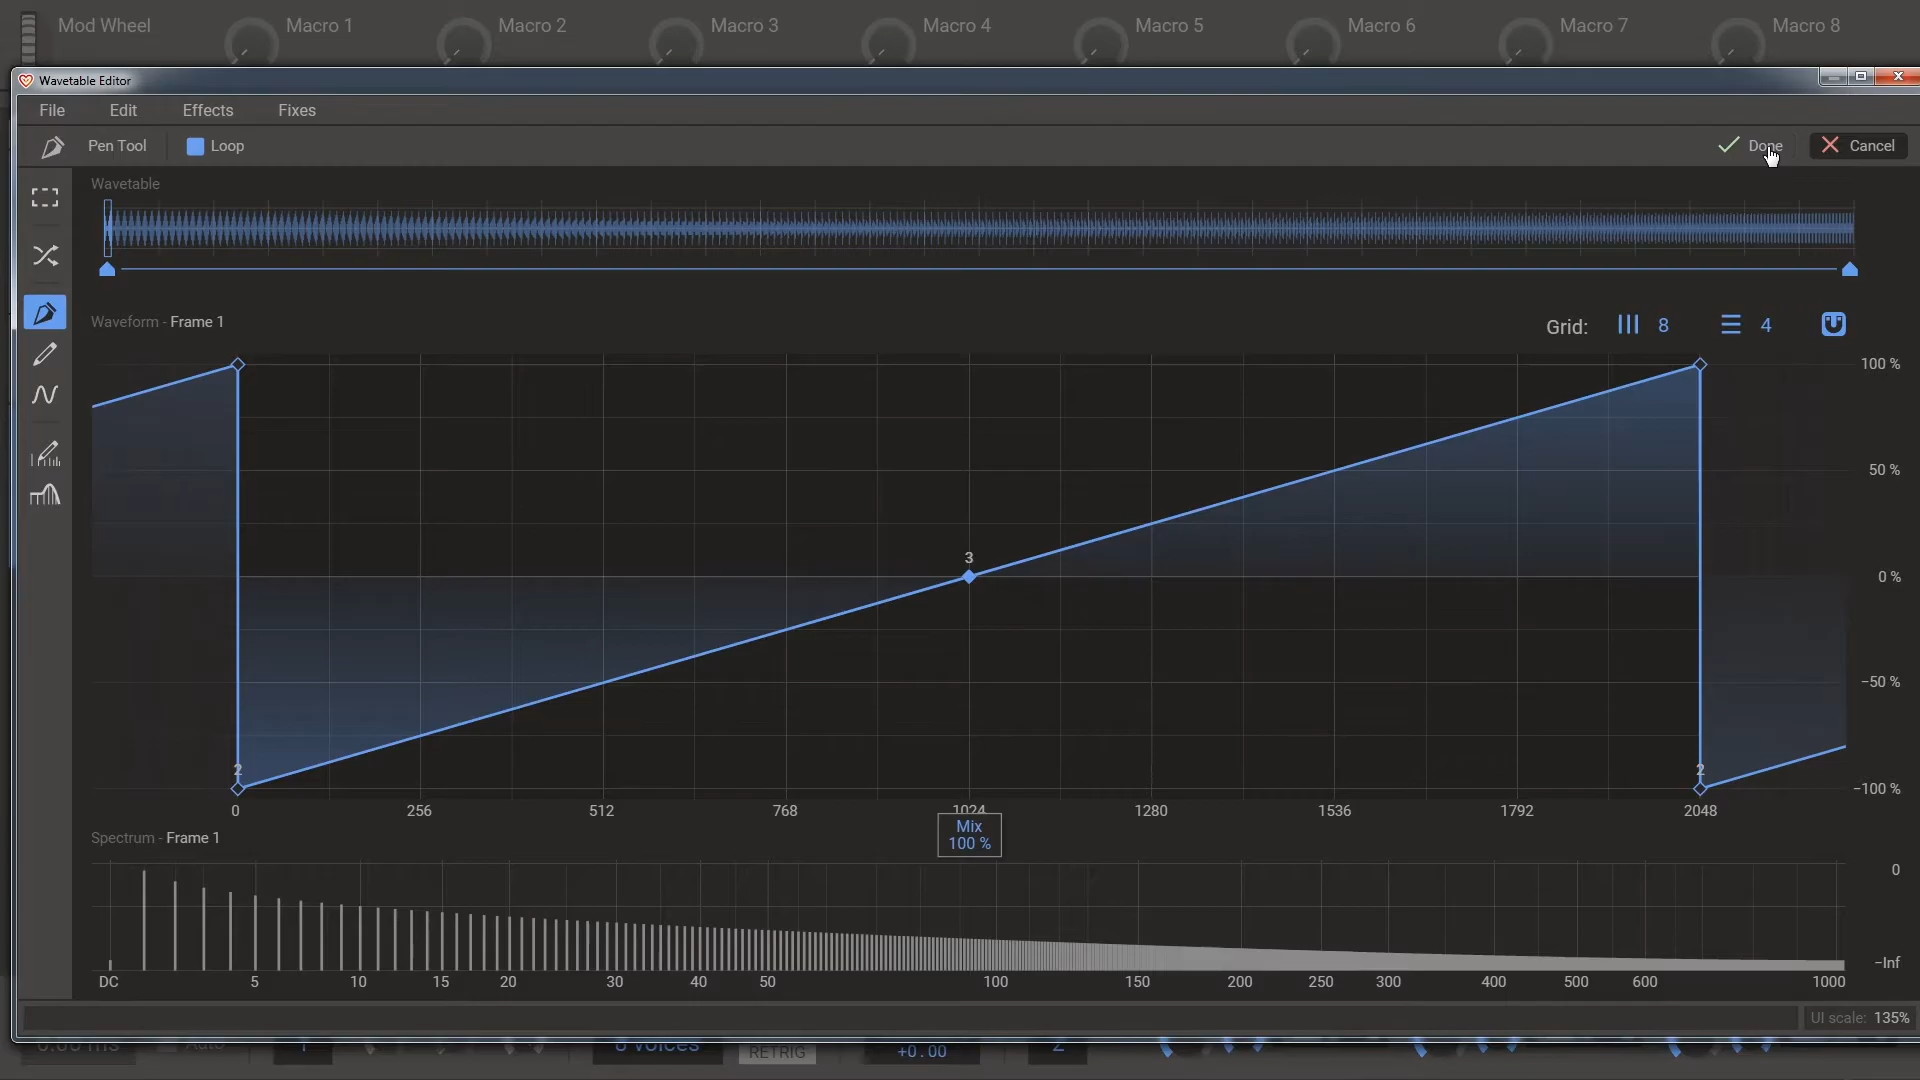 Mod Wheel Macro 1 Macro 2 Macro 3 Macro 4 Macro 5 Macro 6 Macro 7 Macro 8
Wavetable Editor
File Edit Effects Fixes
Pen Tool Loop Done Cancel
Wavetable
Waveform - Frame 1 Grid: 8 4
100 %
50 %
3
0 %
-50 %
2 2
-100 %
0 256 512 768 1024 1280 1536 1792 2048
Mix
100 %
Spectrum - Frame 1
0
-Inf
DC 5 10 15 20 30 40 50 100 150 200 250 300 400 500 600 1000
UI scale: 135%
RETRIG +0.00